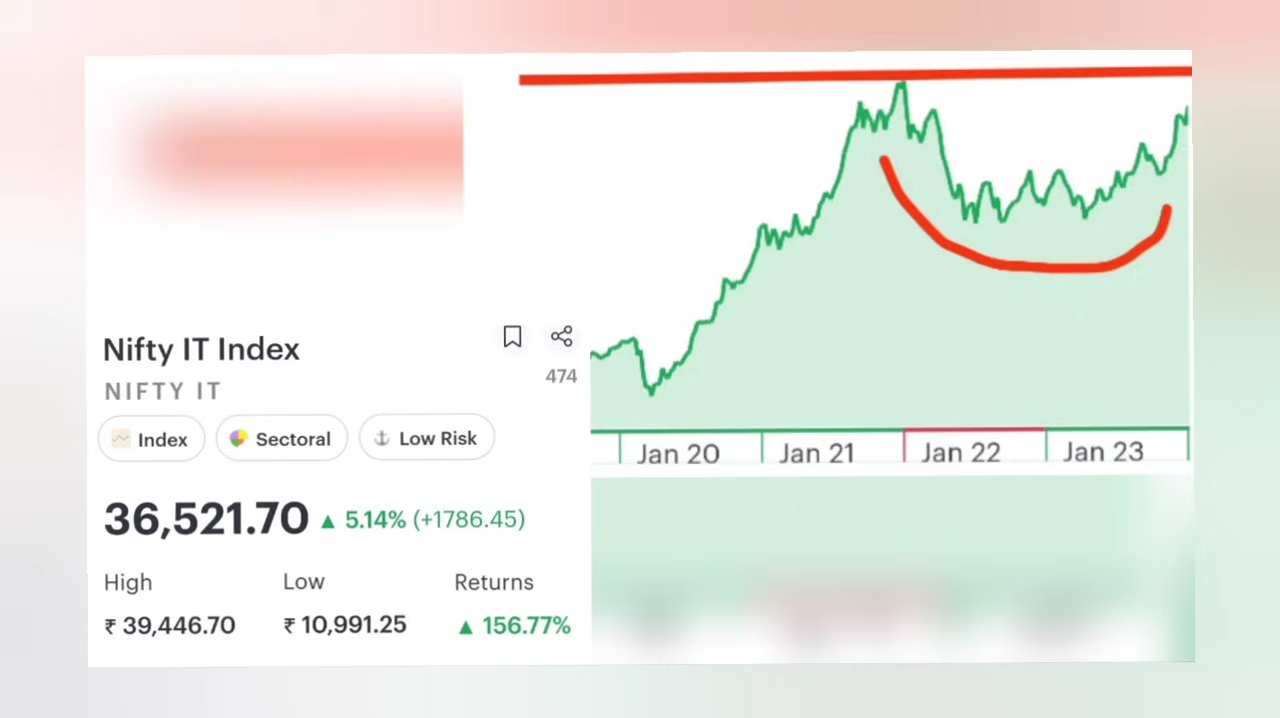 Nifty IT Index
474
NIFTY IT
Index Sectoral Low Risk
36,521.70 ▲ 5.14% (+1786.45)
High Low Returns
₹ 39,446.70 ₹ 10,991.25 ▲ 156.77%
Jan 20 Jan 21 Jan 22 Jan 23